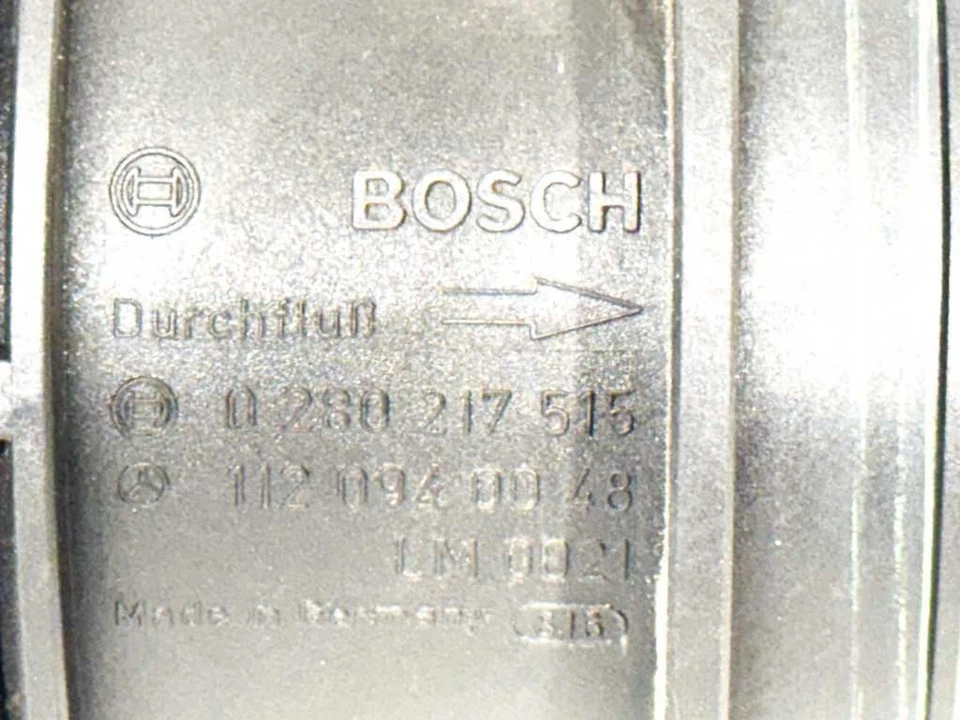 BOSCH
Durchfluß
0 280 217 515
112 094 00 48
LM 0021
Made in Germany